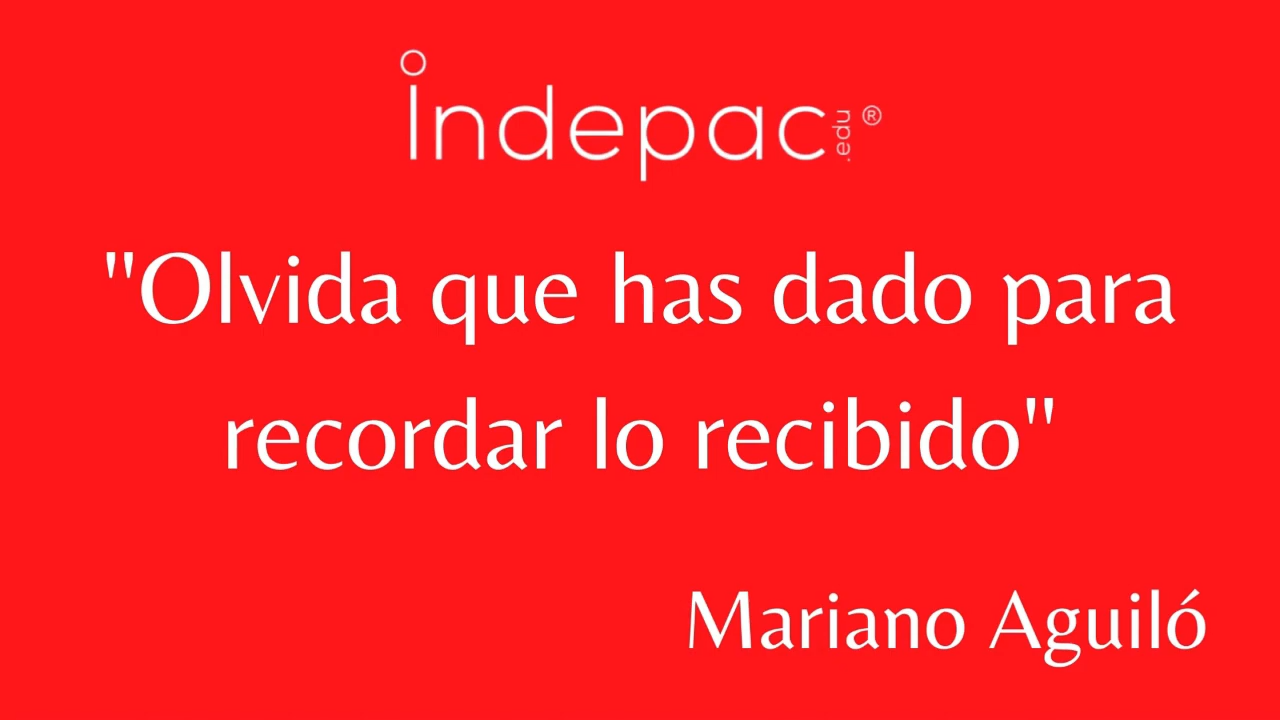 indepac .edu ®
"Olvida que has dado para
recordar lo recibido"
Mariano Aguiló